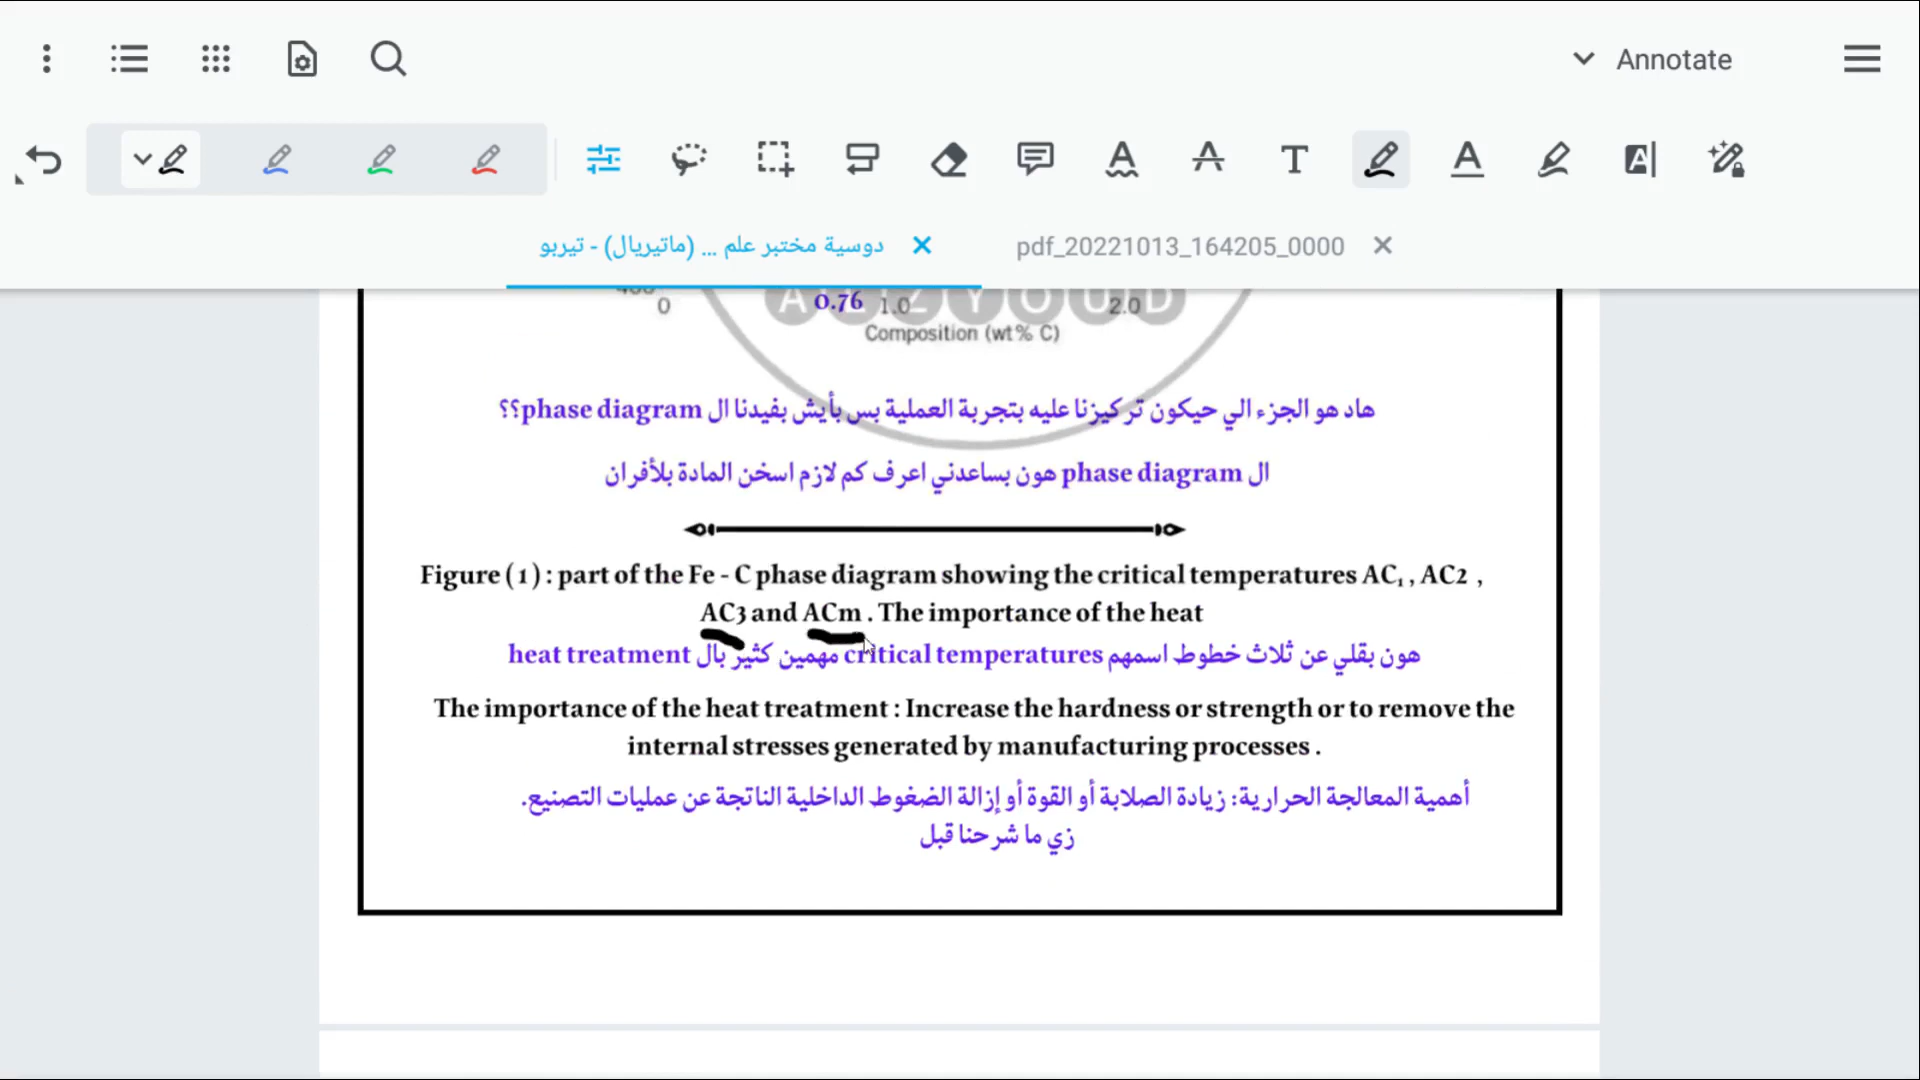 Annotate
دوسية مختبر علم ... (ماتيريال) - تيربو
pdf_20221013_164205_0000
A L Z Y O U D
0 0.76 1.0 2.0
Composition (wt% C)
هاد هو الجزء الي حيكون تركيزنا عليه بتجربة العملية بس بأيش بفيدنا ال phase diagram؟؟
ال phase diagram هون بساعدني اعرف كم لازم اسخن المادة بلأفران
Figure (1) : part of the Fe - C phase diagram showing the critical temperatures AC₁ , AC2 ,
AC3 and ACm . The importance of the heat
هون بقلي عن ثلاث خطوط اسمهم critical temperatures مهمين كثير بال heat treatment
The importance of the heat treatment : Increase the hardness or strength or to remove the
internal stresses generated by manufacturing processes .
أهمية المعالجة الحرارية: زيادة الصلابة أو القوة أو إزالة الضغوط الداخلية الناتجة عن عمليات التصنيع.
زي ما شرحنا قبل